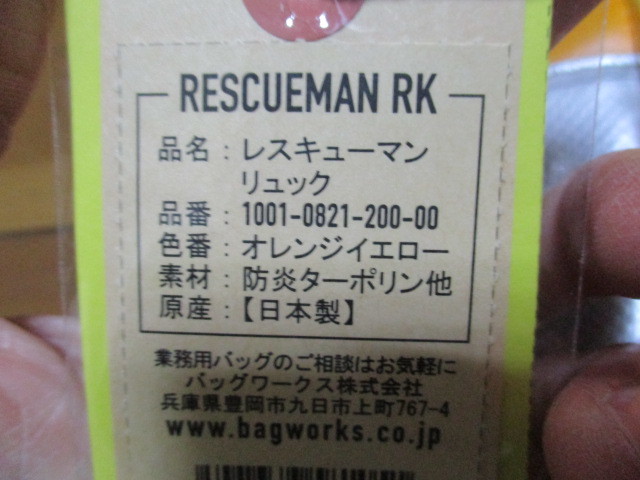 RESCUEMAN RK
品名：レスキューマン
リュック
品番：1001-0821-200-00
色番：オレンジイエロー
素材：防炎ターポリン他
原産：【日本製】
業務用バッグのご相談はお気軽に
バッグワークス株式会社
兵庫県豊岡市九日市上町767-4
www.bagworks.co.jp